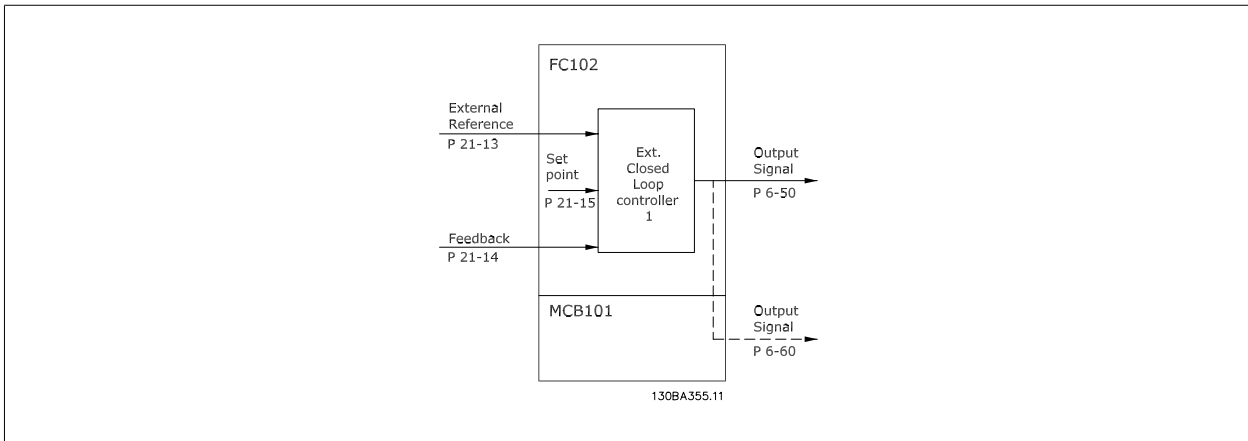 FC102
External
Reference
P 21-13
Set
point
P 21-15
Feedback
P 21-14
Ext.
Closed
Loop
controller
1
Output
Signal
P 6-50
MCB101
Output
Signal
P 6-60
130BA355.11